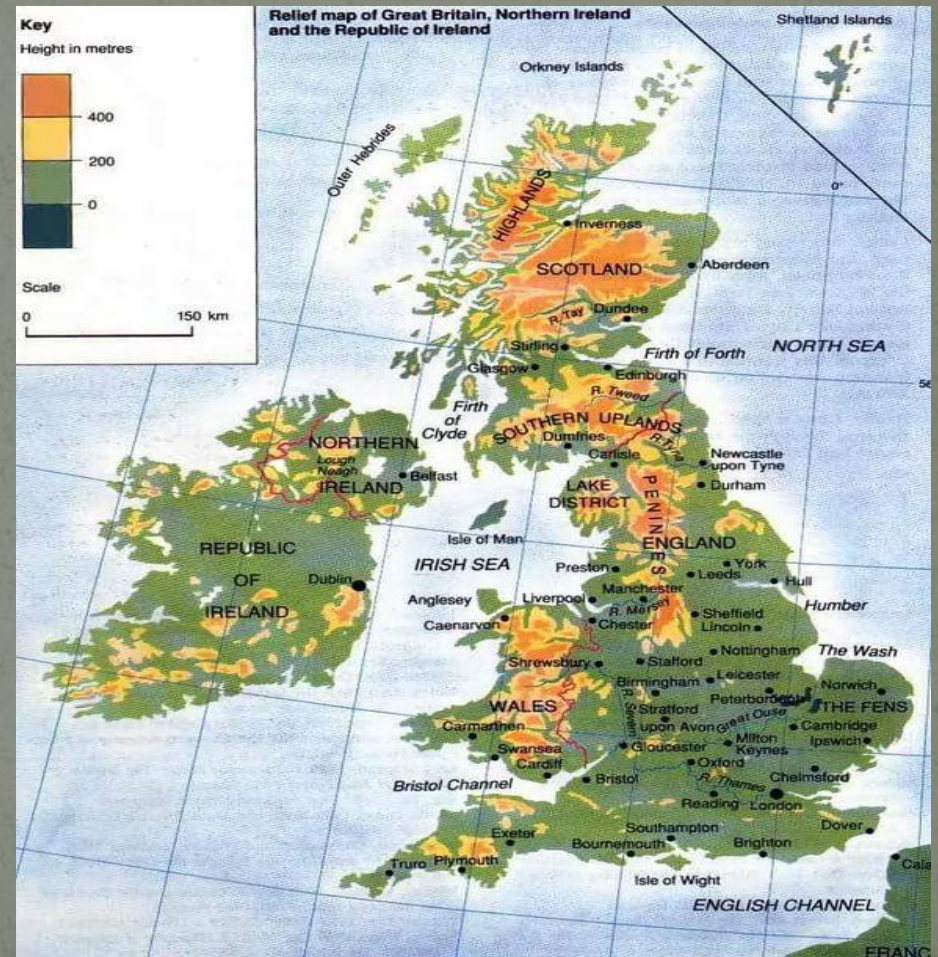 Key
Height in metres
400
200
0
Scale
0 150 km
Relief map of Great Britain, Northern Ireland
and the Republic of Ireland
Shetland Islands
Orkney Islands
Outer Hebrides
0°
HIGHLANDS
Inverness
SCOTLAND
Aberdeen
R. Tay
Dundee
Stirling
Firth of Forth
NORTH SEA
Glasgow
Edinburgh
56
R. Tweed
Firth
of
Clyde
SOUTHERN UPLANDS
Dumfries
R. Tyne
NORTHERN
IRELAND
Lough
Neagh
Belfast
Carlisle
Newcastle
upon Tyne
Durham
LAKE
DISTRICT
PENNINES
Isle of Man
ENGLAND
REPUBLIC
OF
IRELAND
Dublin
IRISH SEA
Preston
York
Leeds
Hull
Manchester
Anglesey
Liverpool
R. Mersey
Humber
Caenarvon
Chester
Sheffield
Lincoln
Nottingham
The Wash
Shrewsbury
Stafford
Leicester
Norwich
Birmingham
Peterborough
THE FENS
WALES
R. Severn
Stratford
upon Avon
Great Ouse
Cambridge
Carmarthen
Milton
Keynes
Ipswich
Gloucester
Swansea
Oxford
Cardiff
Chelmsford
Bristol Channel
Bristol
R. Thames
Reading
London
Exeter
Southampton
Dover
Bournemouth
Brighton
Truro
Plymouth
Cala
Isle of Wight
ENGLISH CHANNEL
FRANC